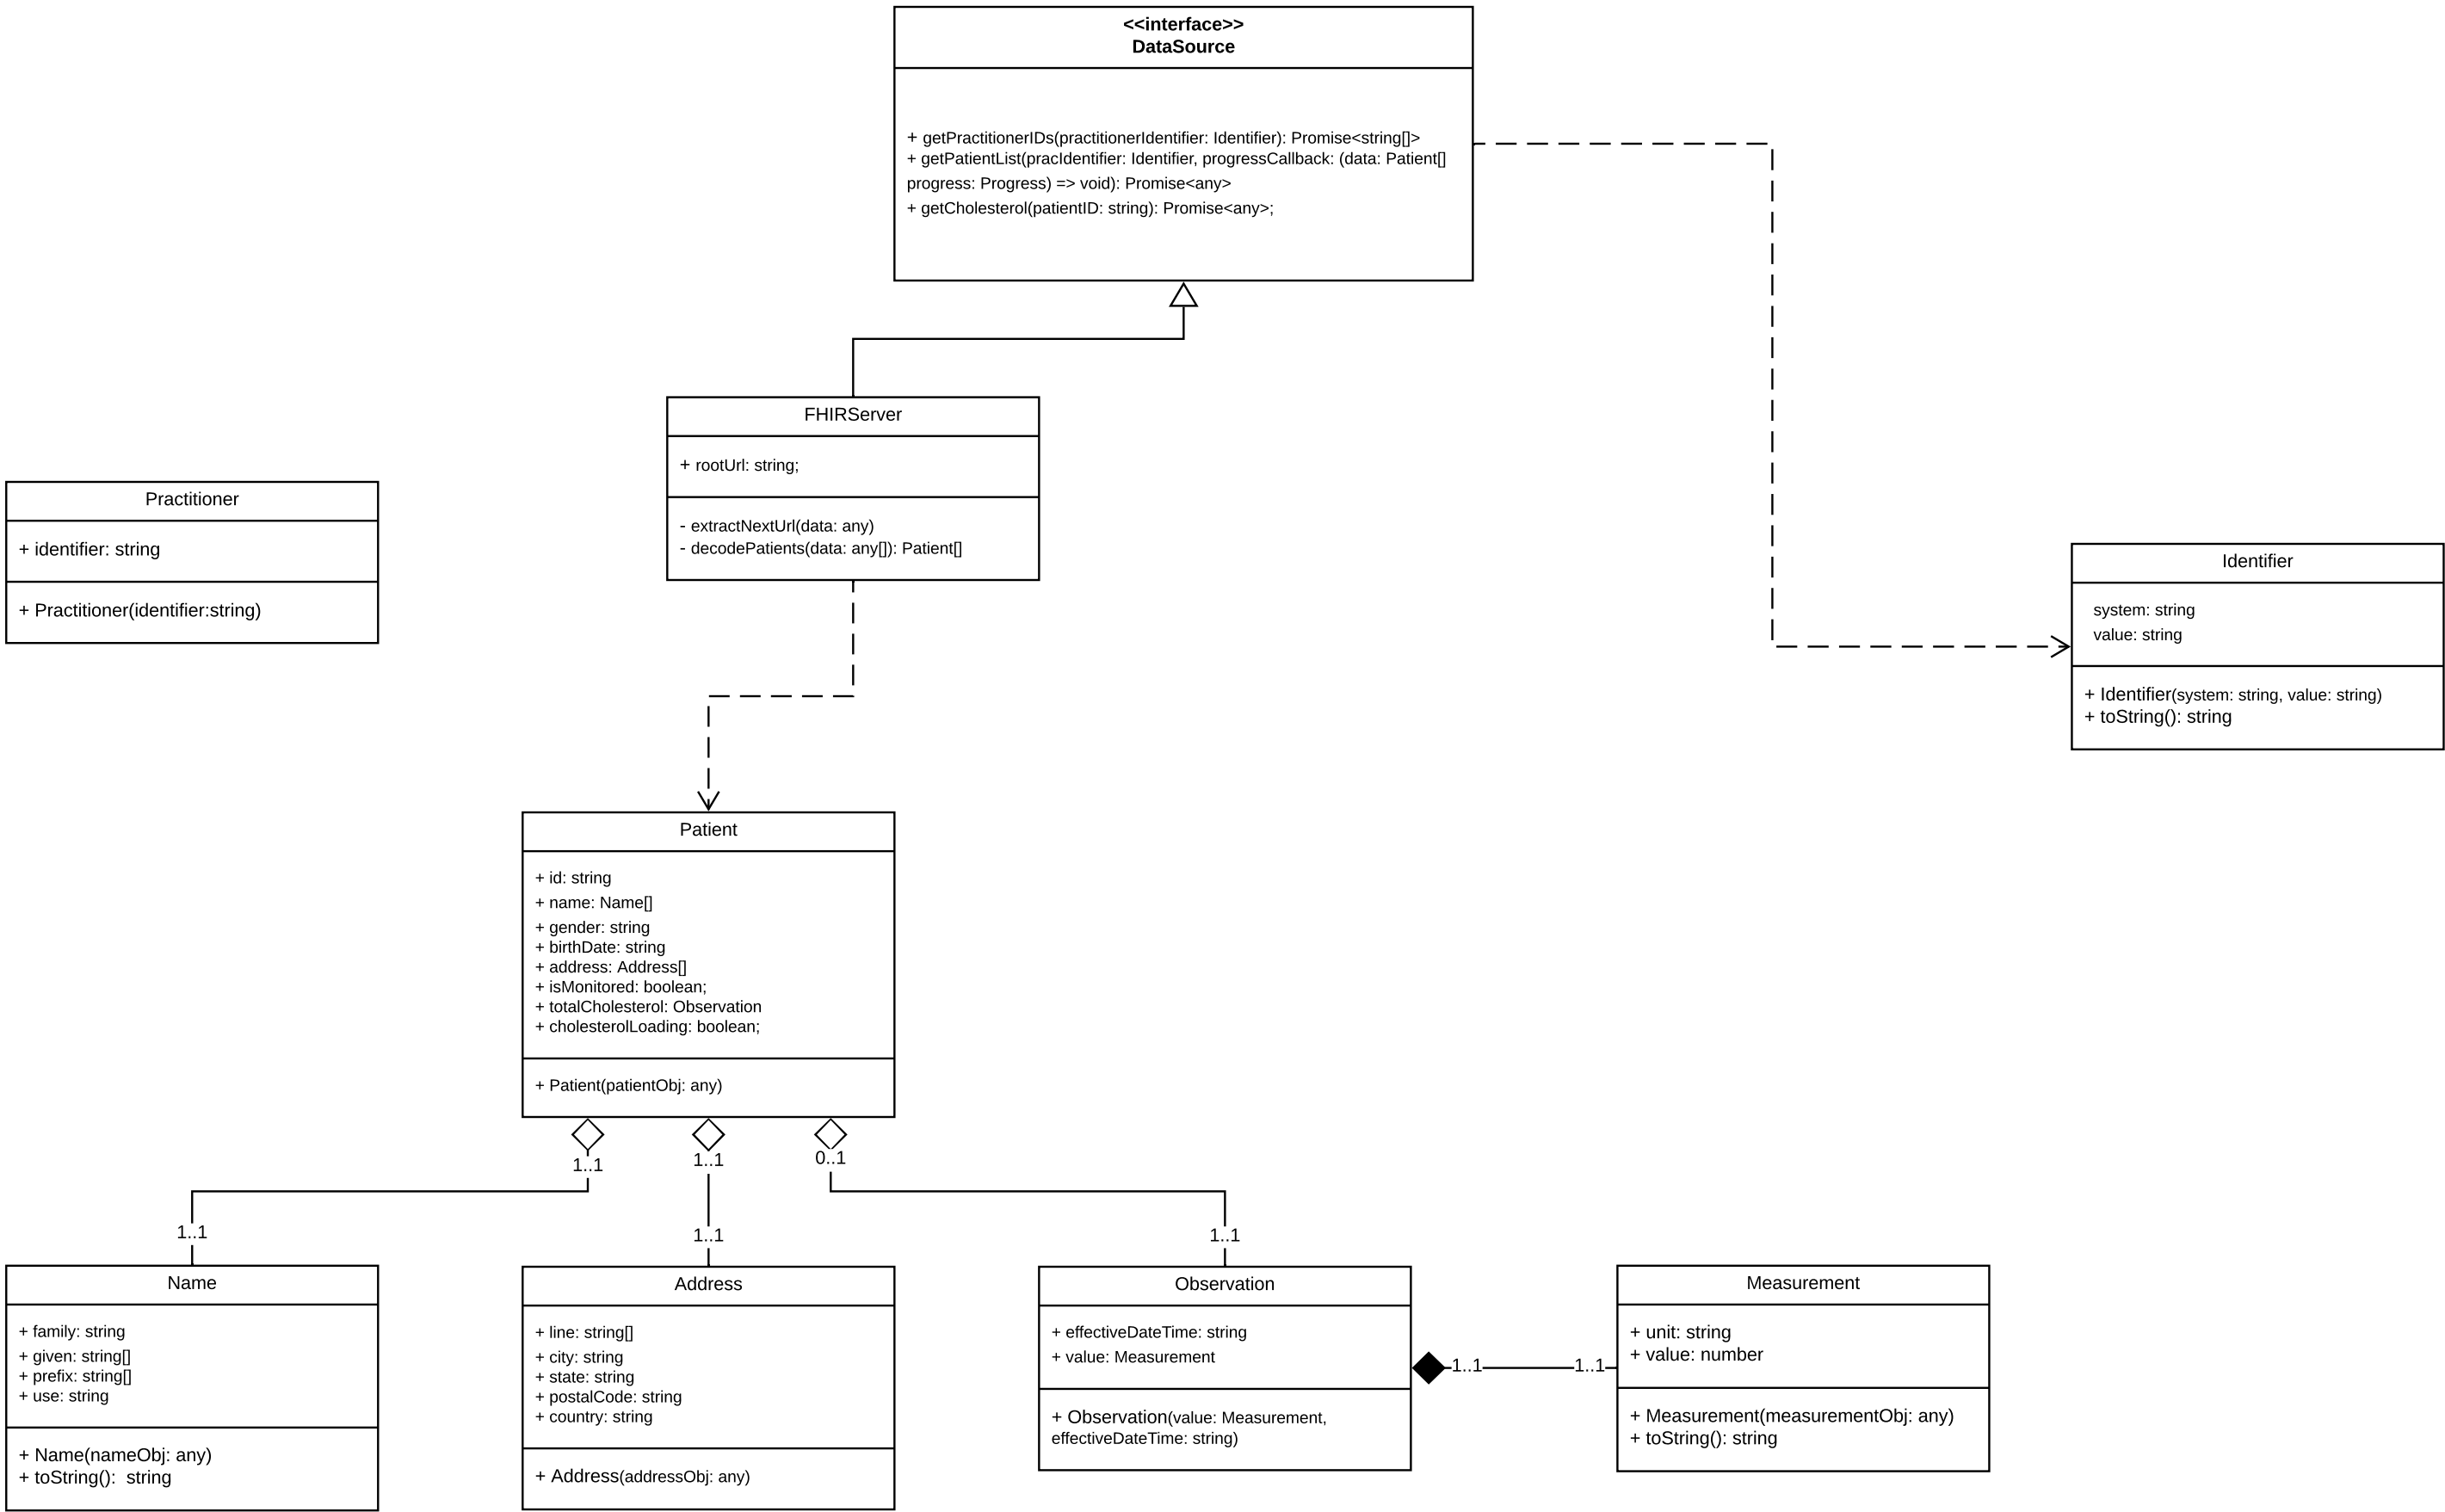 <<interface>>
DataSource
+ getPractitionerIDs(practitionerIdentifier: Identifier): Promise<string[]>
+ getPatientList(pracIdentifier: Identifier, progressCallback: (data: Patient[]
progress: Progress) => void): Promise<any>
+ getCholesterol(patientID: string): Promise<any>;
FHIRServer
+ rootUrl: string;
- extractNextUrl(data: any)
- decodePatients(data: any[]): Patient[]
Practitioner
+ identifier: string
+ Practitioner(identifier:string)
Identifier
system: string
value: string
+ Identifier(system: string, value: string)
+ toString(): string
Patient
+ id: string
+ name: Name[]
+ gender: string
+ birthDate: string
+ address: Address[]
+ isMonitored: boolean;
+ totalCholesterol: Observation
+ cholesterolLoading: boolean;
+ Patient(patientObj: any)
1..1
1..1
0..1
1..1
1..1
1..1
Name
+ family: string
+ given: string[]
+ prefix: string[]
+ use: string
+ Name(nameObj: any)
+ toString():  string
Address
+ line: string[]
+ city: string
+ state: string
+ postalCode: string
+ country: string
+ Address(addressObj: any)
Observation
+ effectiveDateTime: string
+ value: Measurement
+ Observation(value: Measurement,
effectiveDateTime: string)
1..1
1..1
Measurement
+ unit: string
+ value: number
+ Measurement(measurementObj: any)
+ toString(): string